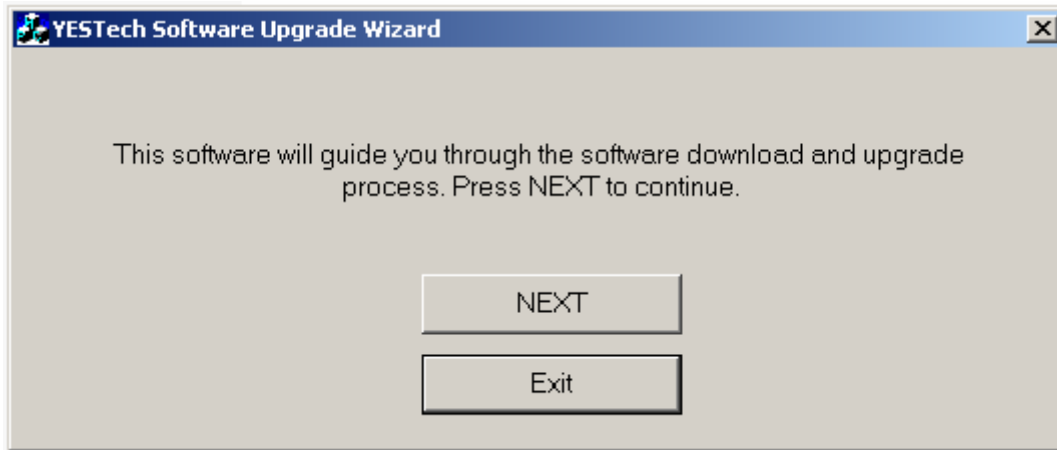 YESTech Software Upgrade Wizard
This software will guide you through the software download and upgrade
process. Press NEXT to continue.
NEXT
Exit